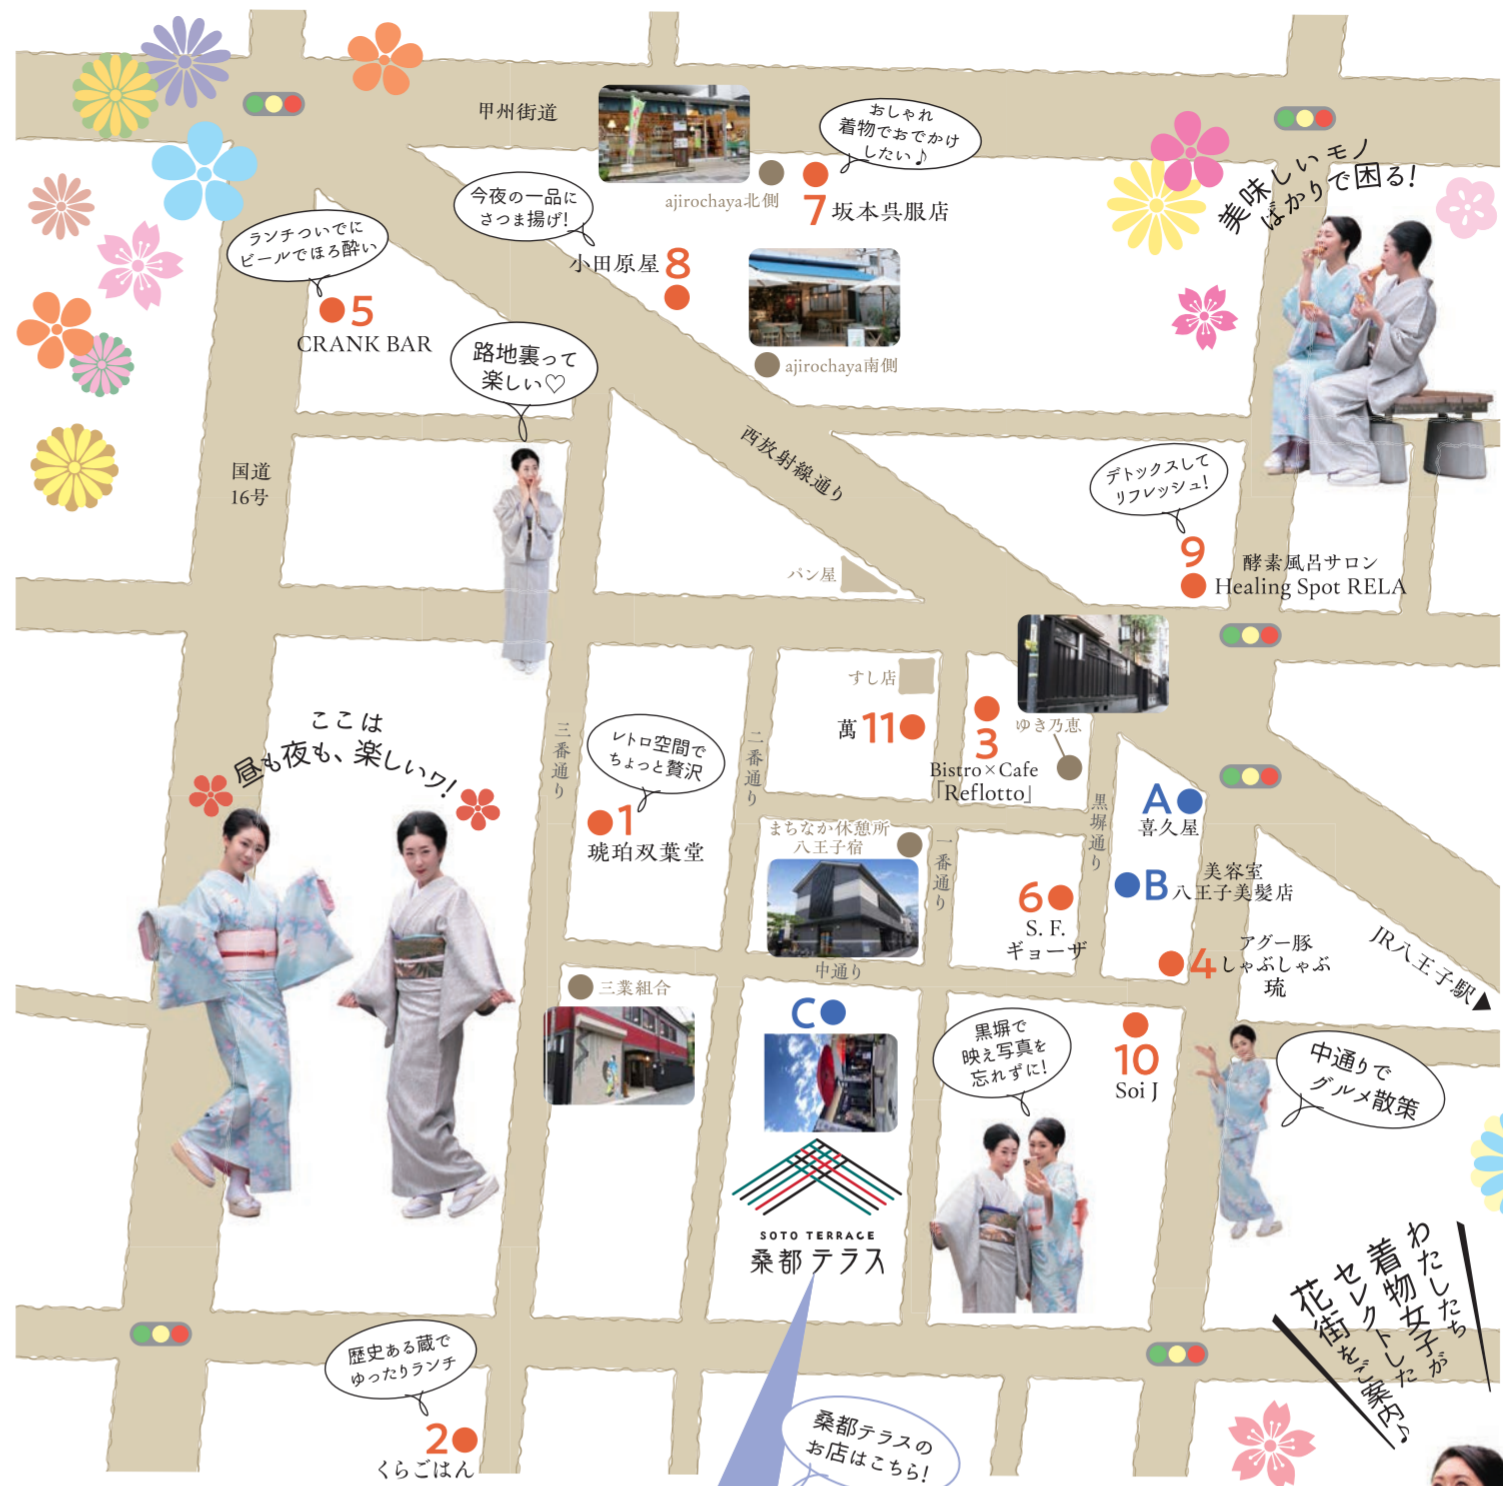 甲州街道
おしゃれ
着物でおでかけ
したい♪
ajirochaya北側
7 坂本呉服店
今夜の一品に
さつま揚げ!
小田原屋 8
ランチついでに
ビールでほろ酔い
5
CRANK BAR
ajirochaya南側
路地裏って
楽しい♡
美味しいモノ
ばかりで困る!
国道
16号
西放射線通り
デトックスして
リフレッシュ!
9
酵素風呂サロン
Healing Spot RELA
パン屋
すし店
萬 11
3
Bistro×Cafe
「Reflotto」
ゆき乃恵
ここは
昼も夜も、楽しいワ!
三番通り
レトロ空間で
ちょっと贅沢
1
琥珀双葉堂
二番通り
まちなか休憩所
八王子宿
一番通り
黒塀通り
A
喜久屋
B
美容室
八王子美髪店
6
S. F.
ギョーザ
4
アグー豚
しゃぶしゃぶ
琉
JR八王子駅▲
中通り
三業組合
C
黒塀で
映え写真を
忘れずに!
10
Soi J
中通りで
グルメ散策
SOTO TERRACE
桑都テラス
わたしたち
着物女子が
セレクトした
花街をご案内♪
歴史ある蔵で
ゆったりランチ
2
くらごはん
桑都テラスの
お店はこちら!